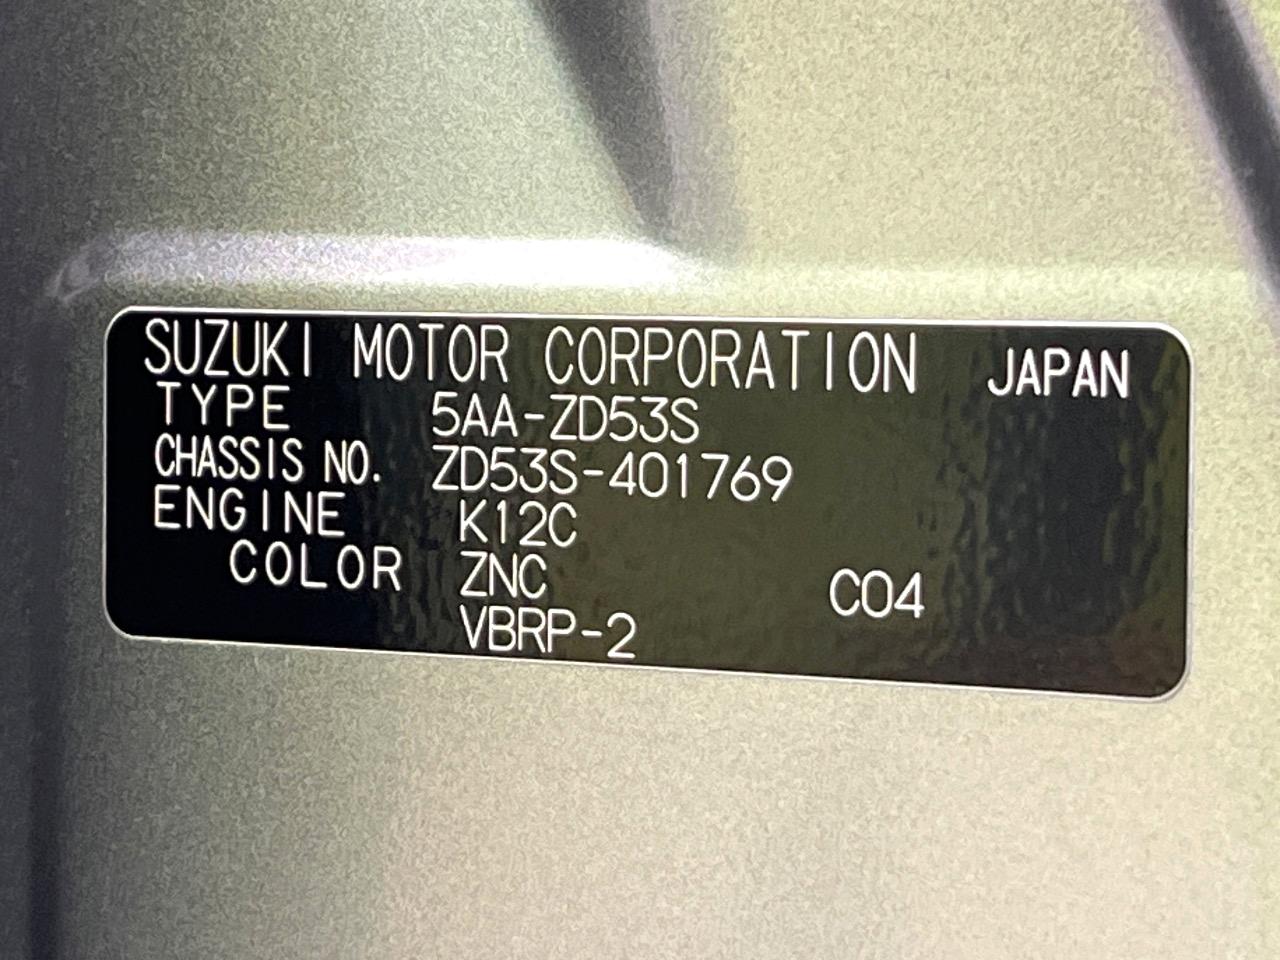 SUZUKI MOTOR CORPORATION JAPAN
TYPE 5AA-ZD53S
CHASSIS NO. ZD53S-401769
ENGINE K12C
COLOR ZNC C04
VBRP-2